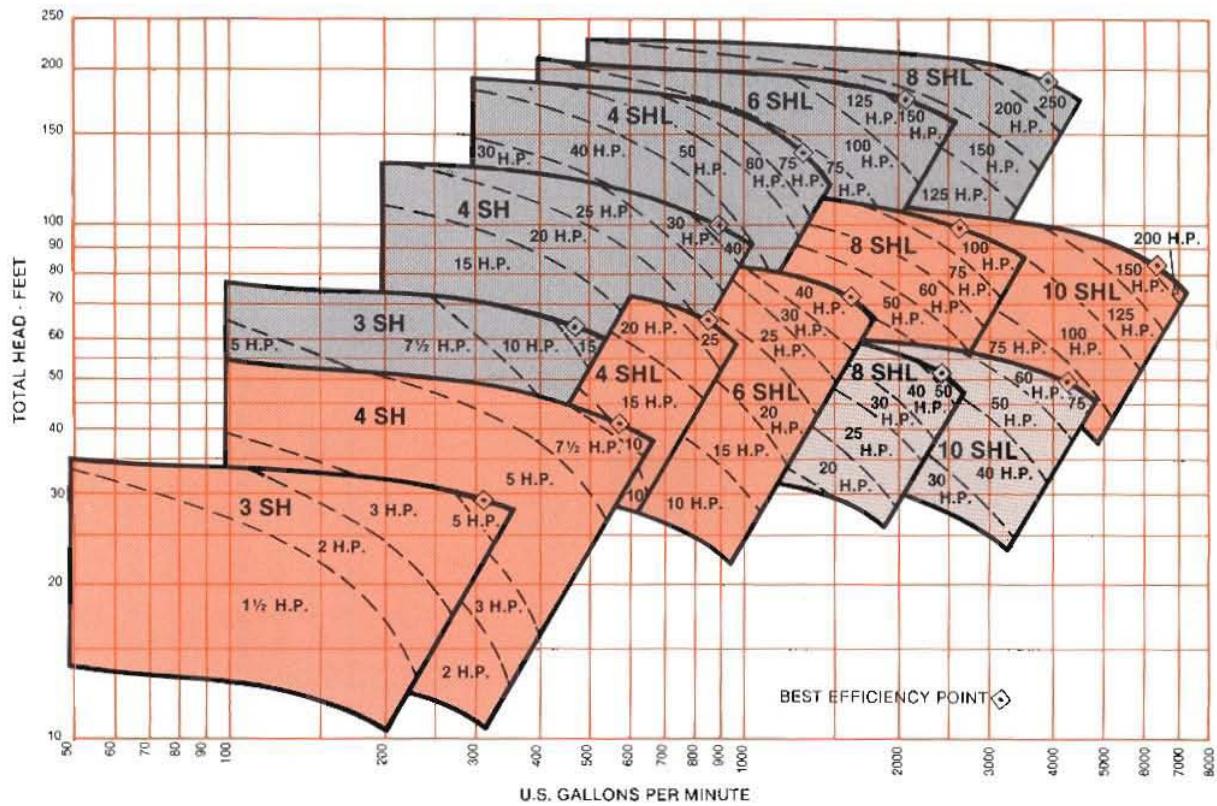 250
200
150
100
90
80
70
60
50
40
30
20
10
TOTAL HEAD - FEET
8 SHL
200 H.P.
250
150 H.P.
125 H.P.
6 SHL
125 H.P.
150 H.P.
100 H.P.
75 H.P.
4 SHL
30 H.P.
40 H.P.
50 H.P.
60 H.P.
75 H.P.
4 SH
25 H.P.
20 H.P.
15 H.P.
30 H.P.
40
8 SHL
100 H.P.
75 H.P.
60 H.P.
50 H.P.
200 H.P.
150 H.P.
10 SHL
125 H.P.
100 H.P.
75 H.P.
3 SH
5 H.P.
7½ H.P.
10 H.P.
15
20 H.P.
25
4 SHL
15 H.P.
10
40 H.P.
30 H.P.
25 H.P.
6 SHL
20 H.P.
15 H.P.
10 H.P.
8 SHL
40 H.P.
50 H.P.
30 H.P.
25 H.P.
20 H.P.
60 H.P.
75
50 H.P.
10 SHL
40 H.P.
30 H.P.
4 SH
7½ H.P.
10
5 H.P.
3 H.P.
2 H.P.
3 SH
3 H.P.
5 H.P.
2 H.P.
1½ H.P.
BEST EFFICIENCY POINT
50
60
70
80
90
100
200
300
400
500
600
700
800
900
1000
2000
3000
4000
5000
6000
7000
8000
U.S. GALLONS PER MINUTE